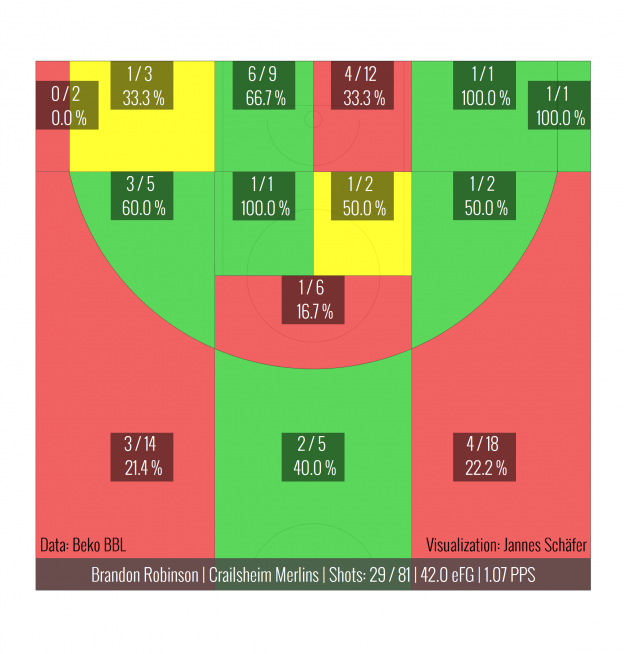 1 / 3
33.3 %
6 / 9
66.7 %
4 / 12
33.3 %
1 / 1
100.0 %
0 / 2
0.0 %
1 / 1
100.0 %
3 / 5
60.0 %
1 / 1
100.0 %
1 / 2
50.0 %
1 / 2
50.0 %
1 / 6
16.7 %
3 / 14
21.4 %
2 / 5
40.0 %
4 / 18
22.2 %
Data: Beko BBL
Visualization: Jannes Schäfer
Brandon Robinson | Crailsheim Merlins | Shots: 29 / 81 | 42.0 eFG | 1.07 PPS